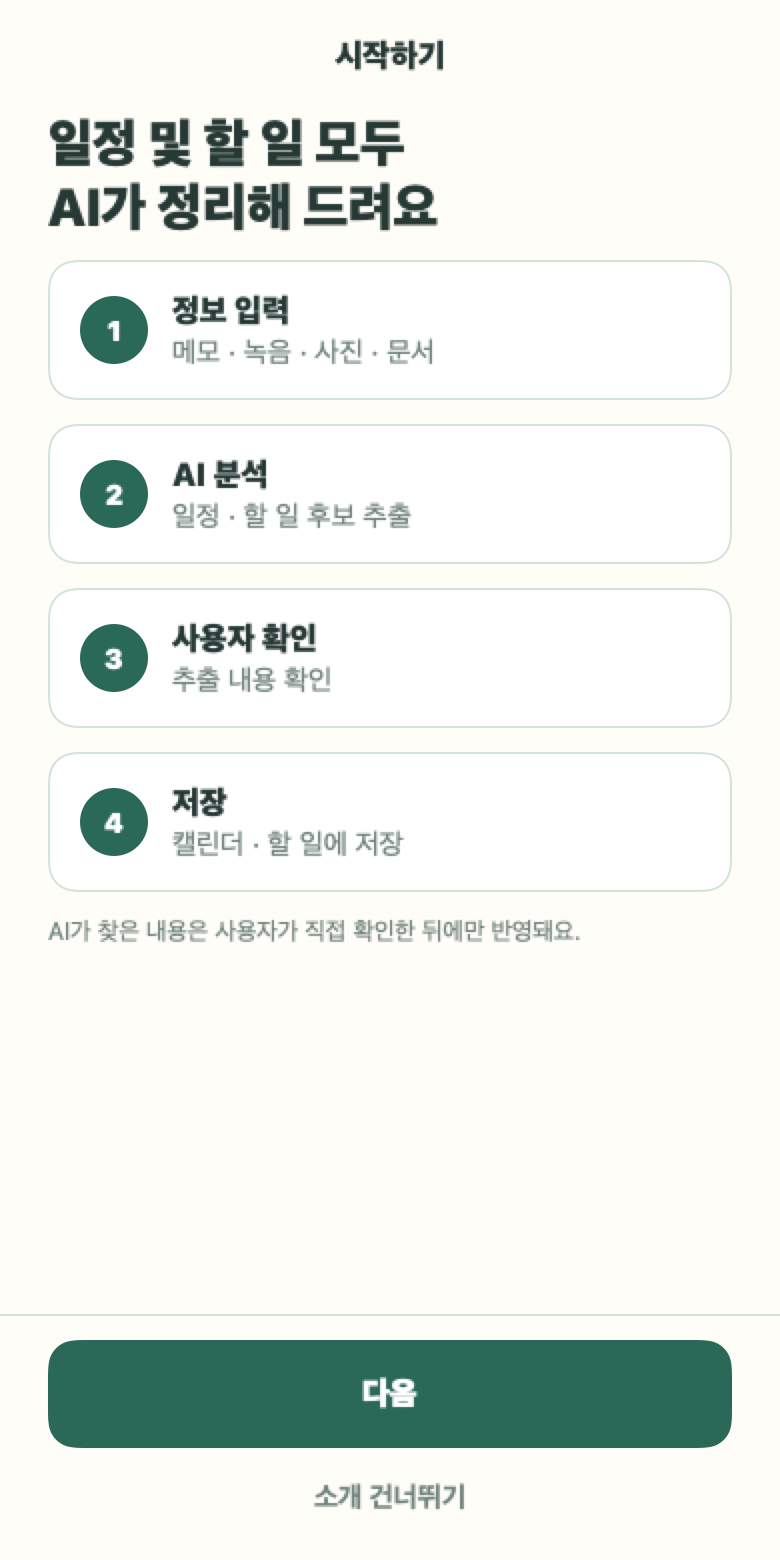 시작하기
일정 및 할 일 모두
AI가 정리해 드려요
1
정보 입력
메모 · 녹음 · 사진 · 문서
2
AI 분석
일정 · 할 일 후보 추출
3
사용자 확인
추출 내용 확인
4
저장
캘린더 · 할 일에 저장
AI가 찾은 내용은 사용자가 직접 확인한 뒤에만 반영돼요.
다음
소개 건너뛰기